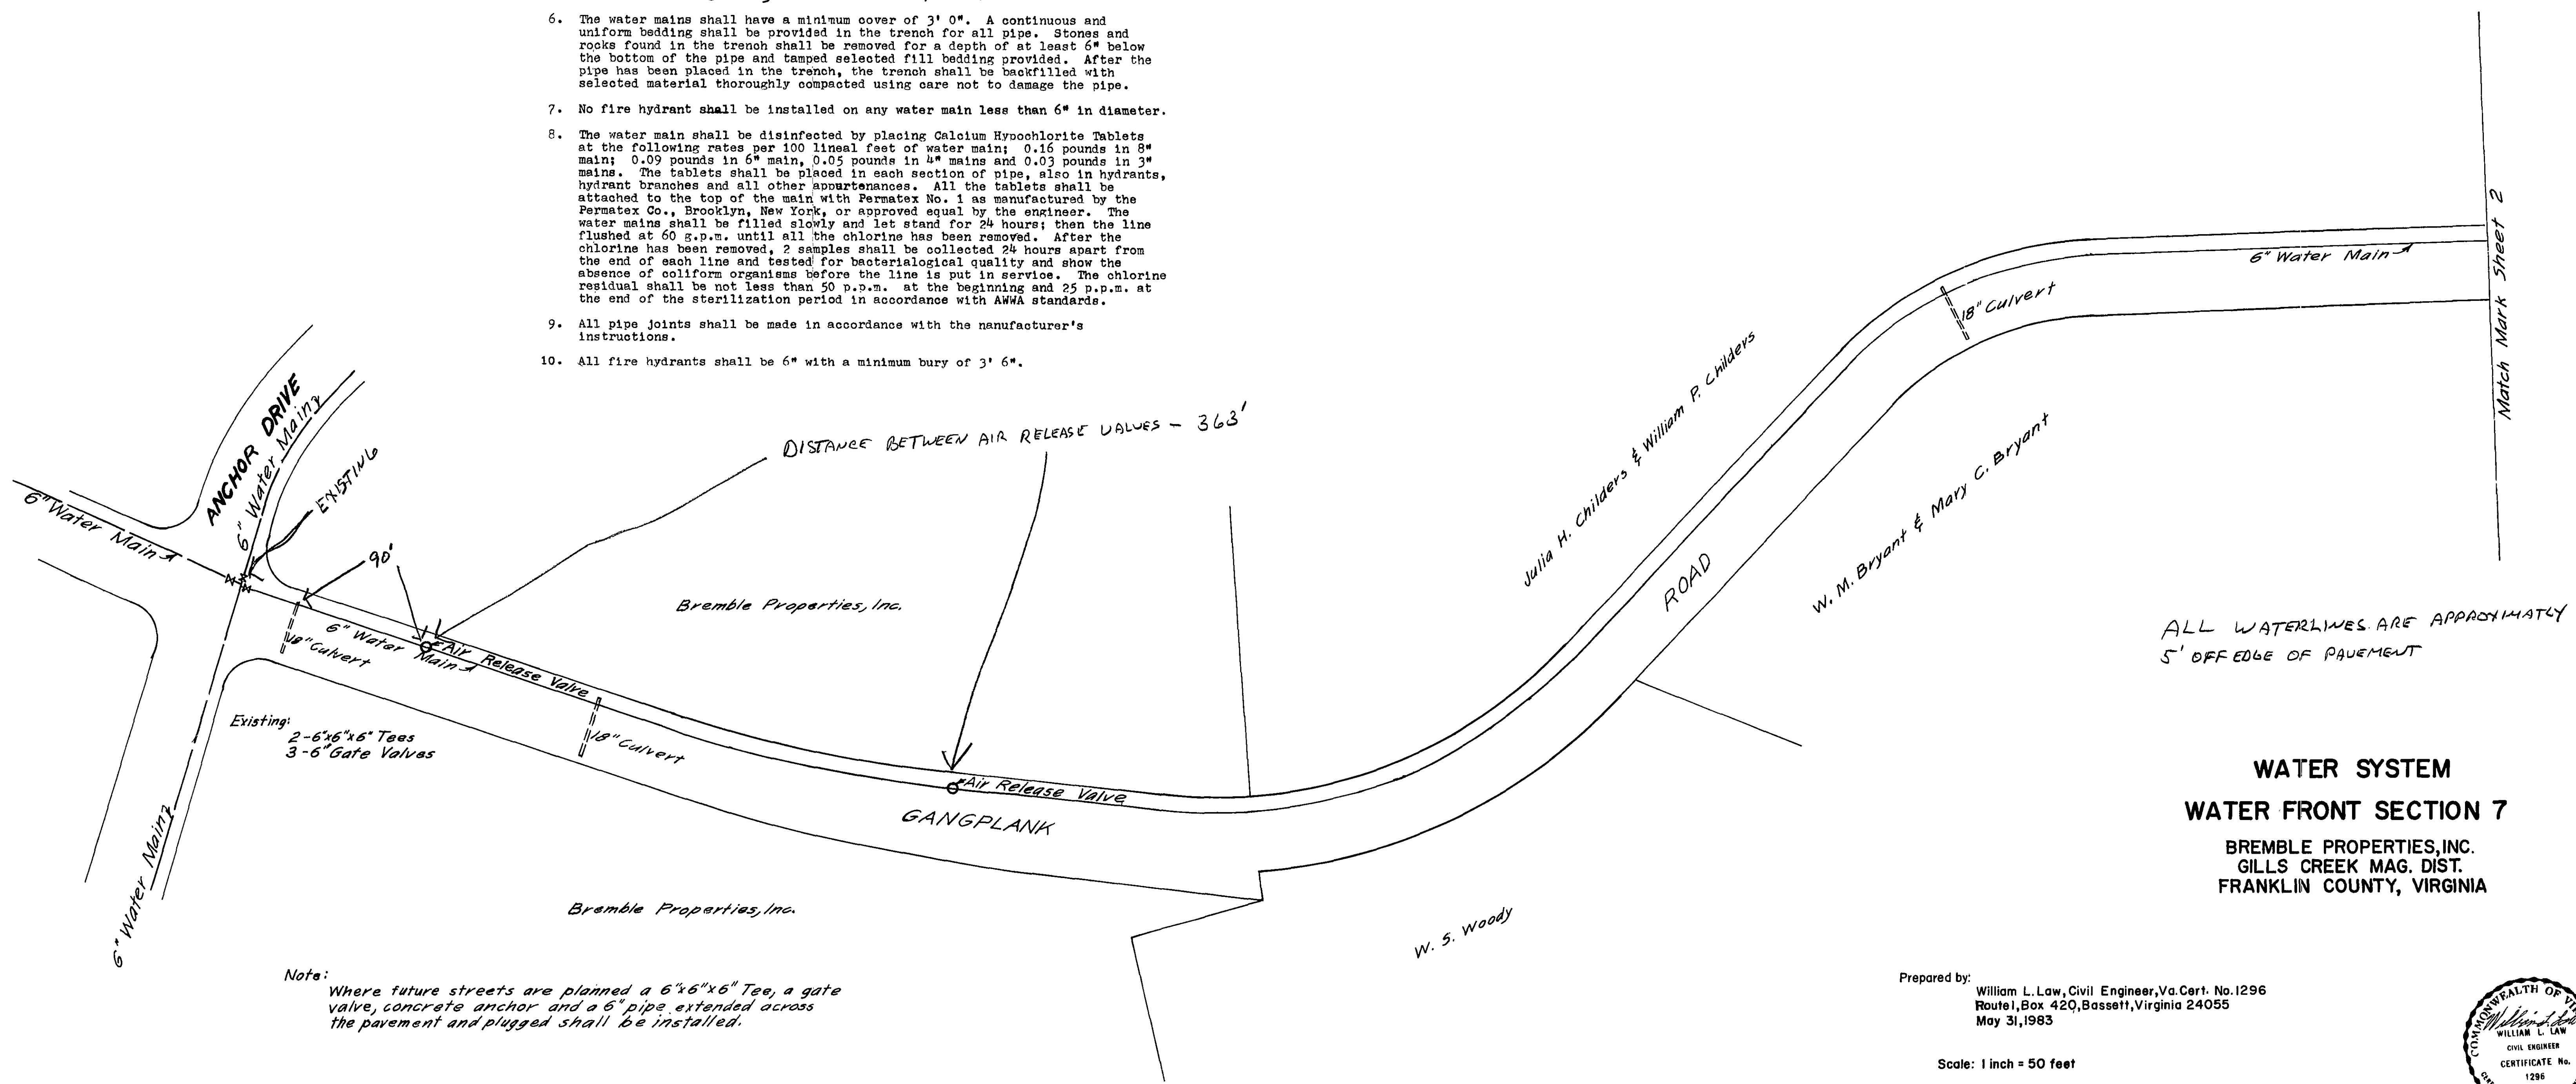 6. The water mains shall have a minimum cover of 3' 0". A continuous and
uniform bedding shall be provided in the trench for all pipe. Stones and
rocks found in the trench shall be removed for a depth of at least 6" below
the bottom of the pipe and tamped selected fill bedding provided. After the
pipe has been placed in the trench, the trench shall be backfilled with
selected material thoroughly compacted using care not to damage the pipe.
7. No fire hydrant shall be installed on any water main less than 6" in diameter.
8. The water main shall be disinfected by placing Calcium Hypochlorite Tablets
at the following rates per 100 lineal feet of water main; 0.16 pounds in 8"
main; 0.09 pounds in 6" main, 0.05 pounds in 4" mains and 0.03 pounds in 3"
mains. The tablets shall be placed in each section of pipe, also in hydrants,
hydrant branches and all other appurtenances. All the tablets shall be
attached to the top of the main with Permatex No. 1 as manufactured by the
Permatex Co., Brooklyn, New York, or approved equal by the engineer. The
water mains shall be filled slowly and let stand for 24 hours; then the line
flushed at 60 g.p.m. until all the chlorine has been removed. After the
chlorine has been removed, 2 samples shall be collected 24 hours apart from
the end of each line and tested for bacterialogical quality and show the
absence of coliform organisms before the line is put in service. The chlorine
residual shall be not less than 50 p.p.m. at the beginning and 25 p.p.m. at
the end of the sterilization period in accordance with AWWA standards.
9. All pipe joints shall be made in accordance with the nanufacturer's
instructions.
10. All fire hydrants shall be 6" with a minimum bury of 3' 6".
Match Mark Sheet 2
6" Water Main
18" Culvert
Julia H. Childers & William P. Childers
W. M. Bryant & Mary C. Bryant
ROAD
ANCHOR DRIVE
6" Water Main
EXISTING
6" Water Main
DISTANCE BETWEEN AIR RELEASE VALUES - 363'
90'
Bremble Properties, Inc.
18" Culvert
6" Water Main
Air Release Valve
18" Culvert
Air Release Valve
GANGPLANK
ALL WATERLINES ARE APPROXIMATLY
5' OFF EDGE OF PAVEMENT
Existing:
2-6"x6"x6" Tees
3-6" Gate Valves
6" Water Main
Bremble Properties, Inc.
W. S. Woody
WATER SYSTEM
WATER FRONT SECTION 7
BREMBLE PROPERTIES, INC.
GILLS CREEK MAG. DIST.
FRANKLIN COUNTY, VIRGINIA
Note:
Where future streets are planned a 6"x6"x6" Tee, a gate
valve, concrete anchor and a 6" pipe extended across
the pavement and plugged shall be installed.
Prepared by:
William L. Law, Civil Engineer, Va. Cert. No. 1296
Route 1, Box 420, Bassett, Virginia 24055
May 31, 1983
Scale: 1 inch = 50 feet
COMMONWEALTH OF VI
WILLIAM L. LAW
CIVIL ENGINEER
CERTIFICATE No.
1296